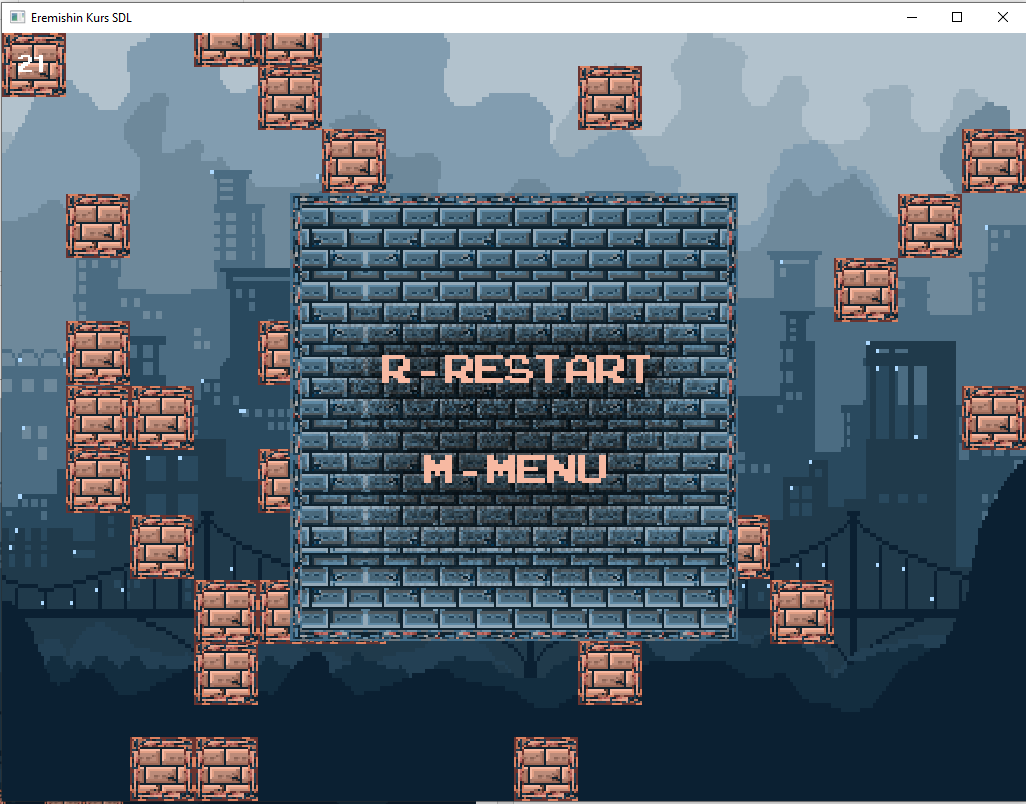 Eremishin Kurs SDL
21
R-RESTART
M-MENU